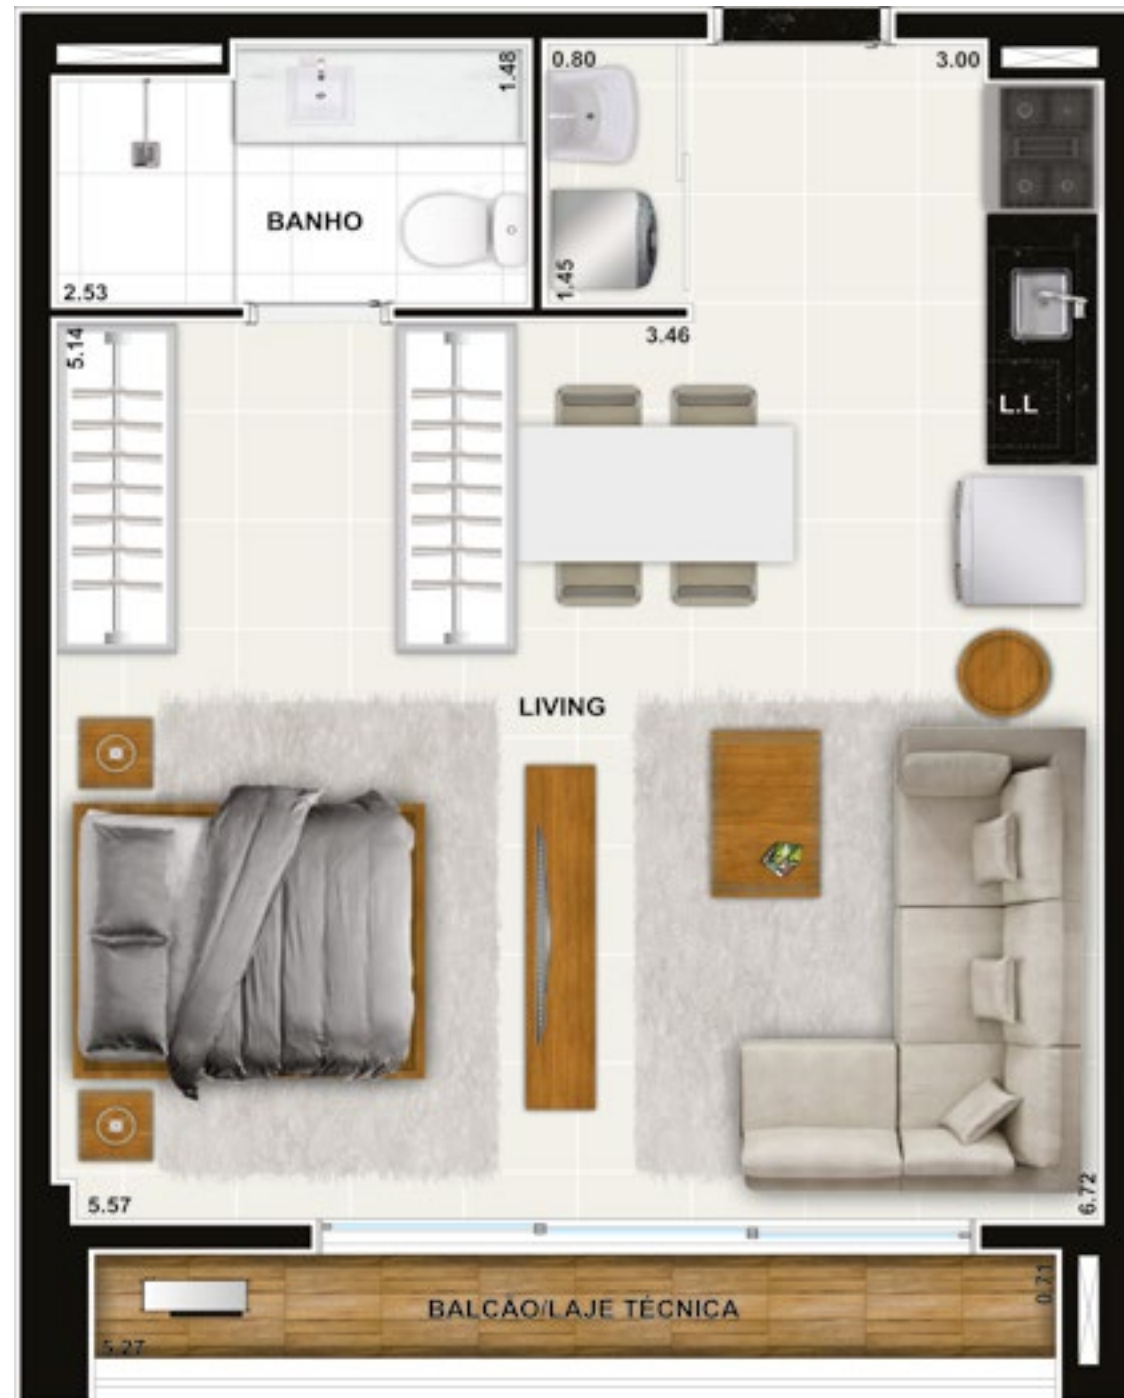 0.80
3.00
1.48
BANHO
1.45
2.53
3.46
5.14
L.L
LIVING
5.57
6.72
0.71
BALCÃO/LAJE TÉCNICA
5.27